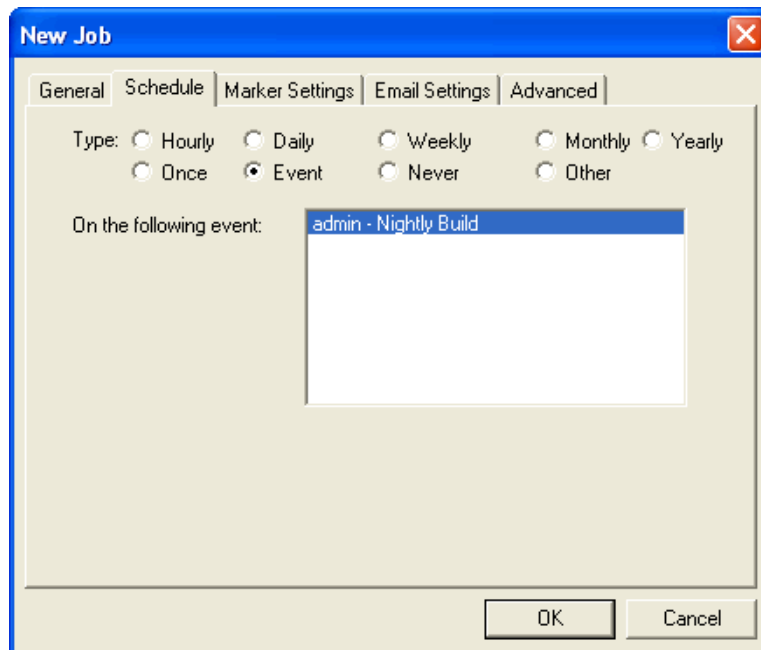 New Job
General Schedule Marker Settings Email Settings Advanced
Type: Hourly Daily Weekly Monthly Yearly
Once Event Never Other
On the following event: admin - Nightly Build
OK Cancel